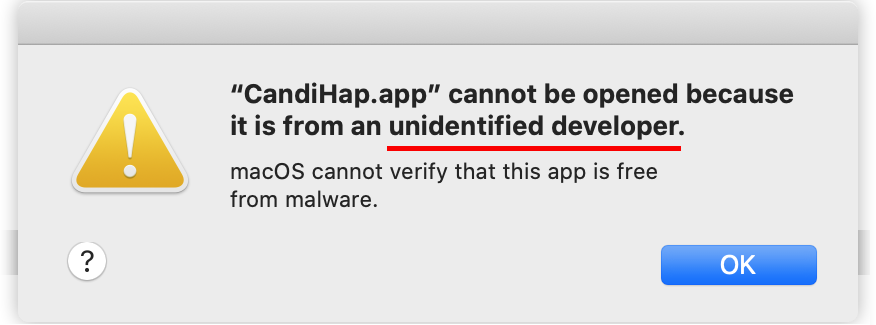 “CandiHap.app” cannot be opened because
it is from an unidentified developer.
macOS cannot verify that this app is free
from malware.
?
OK